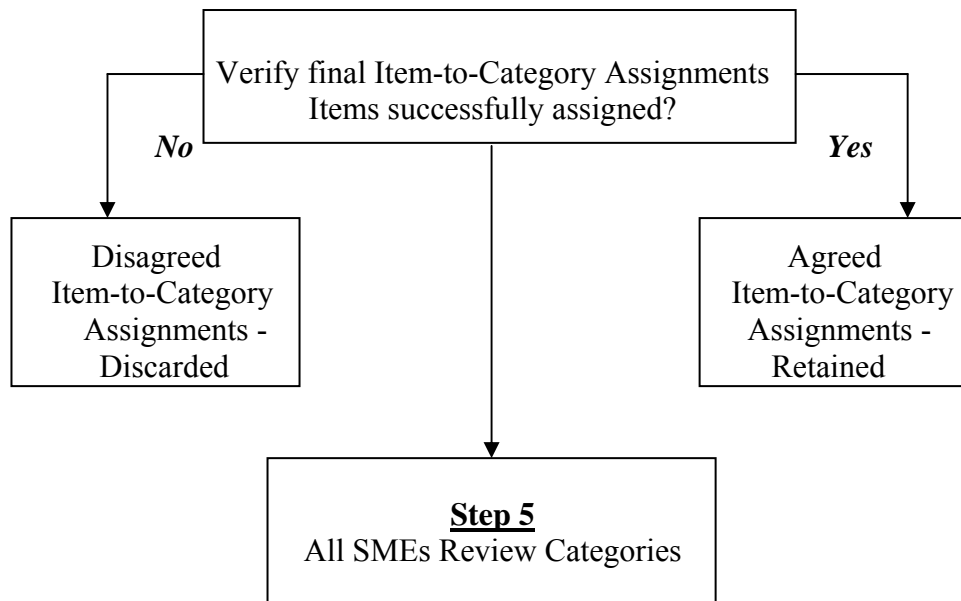 Verify final Item-to-Category Assignments
Items successfully assigned?
No
Yes
Disagreed
Item-to-Category
Assignments -
Discarded
Agreed
Item-to-Category
Assignments -
Retained
Step 5
All SMEs Review Categories